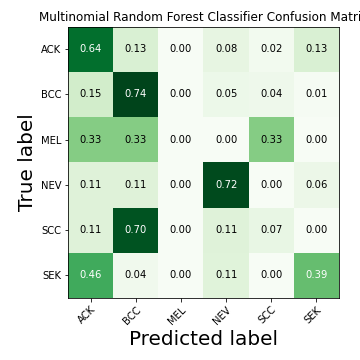 Multinomial Random Forest Classifier Confusion Matri
True label
ACK 0.64 0.13 0.00 0.08 0.02 0.13
BCC 0.15 0.74 0.00 0.05 0.04 0.01
MEL 0.33 0.33 0.00 0.00 0.33 0.00
NEV 0.11 0.11 0.00 0.72 0.00 0.06
SCC 0.11 0.70 0.00 0.11 0.07 0.00
SEK 0.46 0.04 0.00 0.11 0.00 0.39
ACK BCC MEL NEV SCC SEK
Predicted label